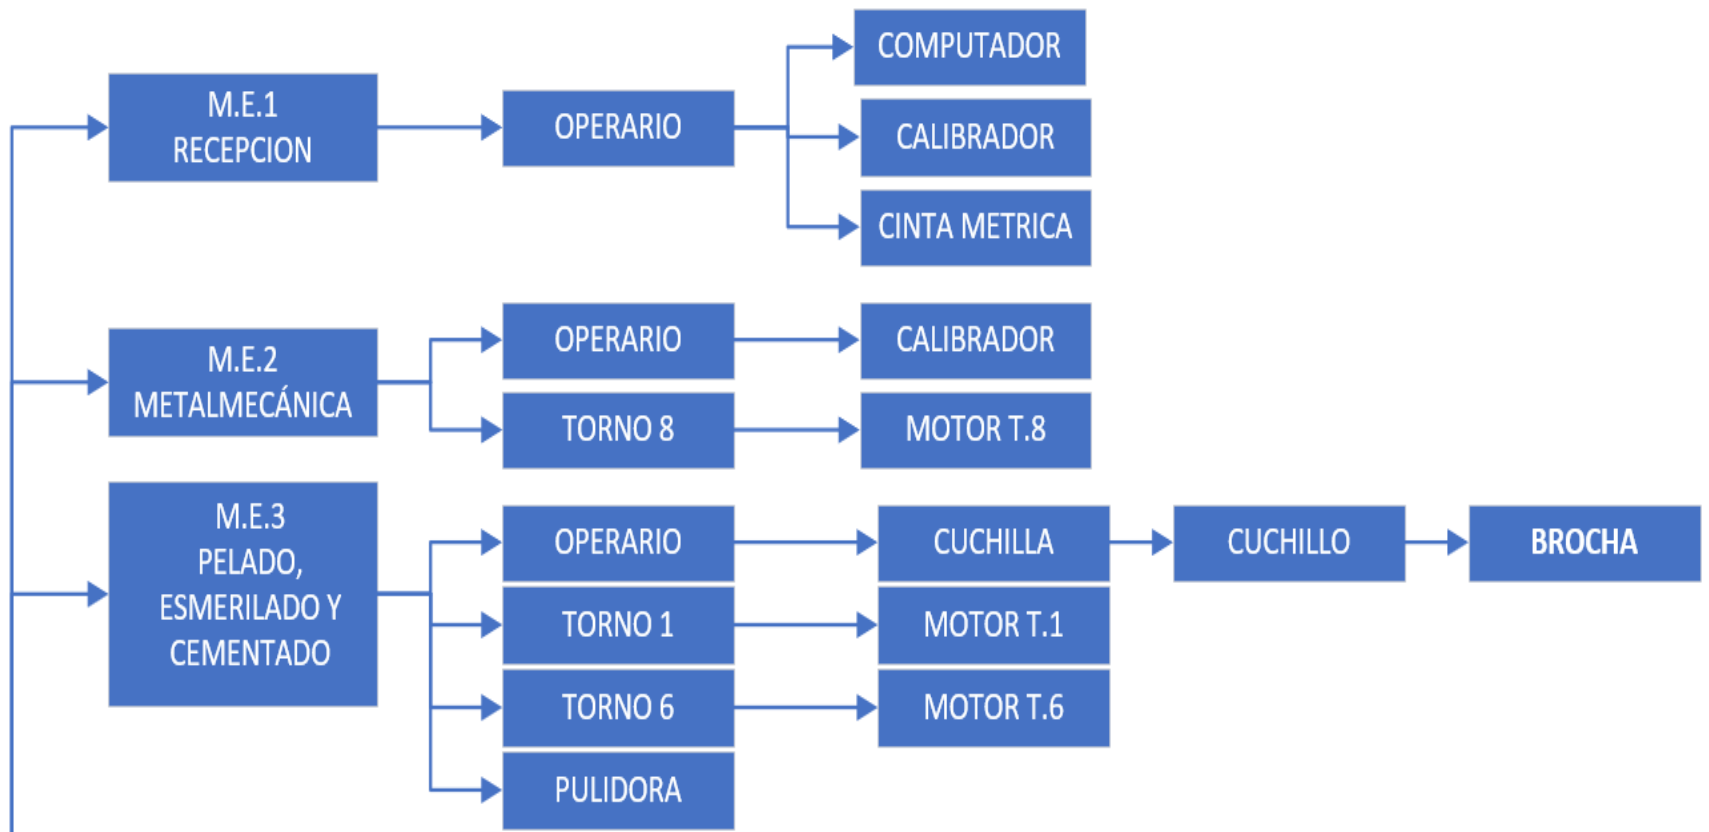 M.E.1
RECEPCION
OPERARIO
COMPUTADOR
CALIBRADOR
CINTA METRICA
M.E.2
METALMECÁNICA
OPERARIO
CALIBRADOR
TORNO 8
MOTOR T.8
M.E.3
PELADO,
ESMERILADO Y
CEMENTADO
OPERARIO
CUCHILLA
CUCHILLO
BROCHA
TORNO 1
MOTOR T.1
TORNO 6
MOTOR T.6
PULIDORA